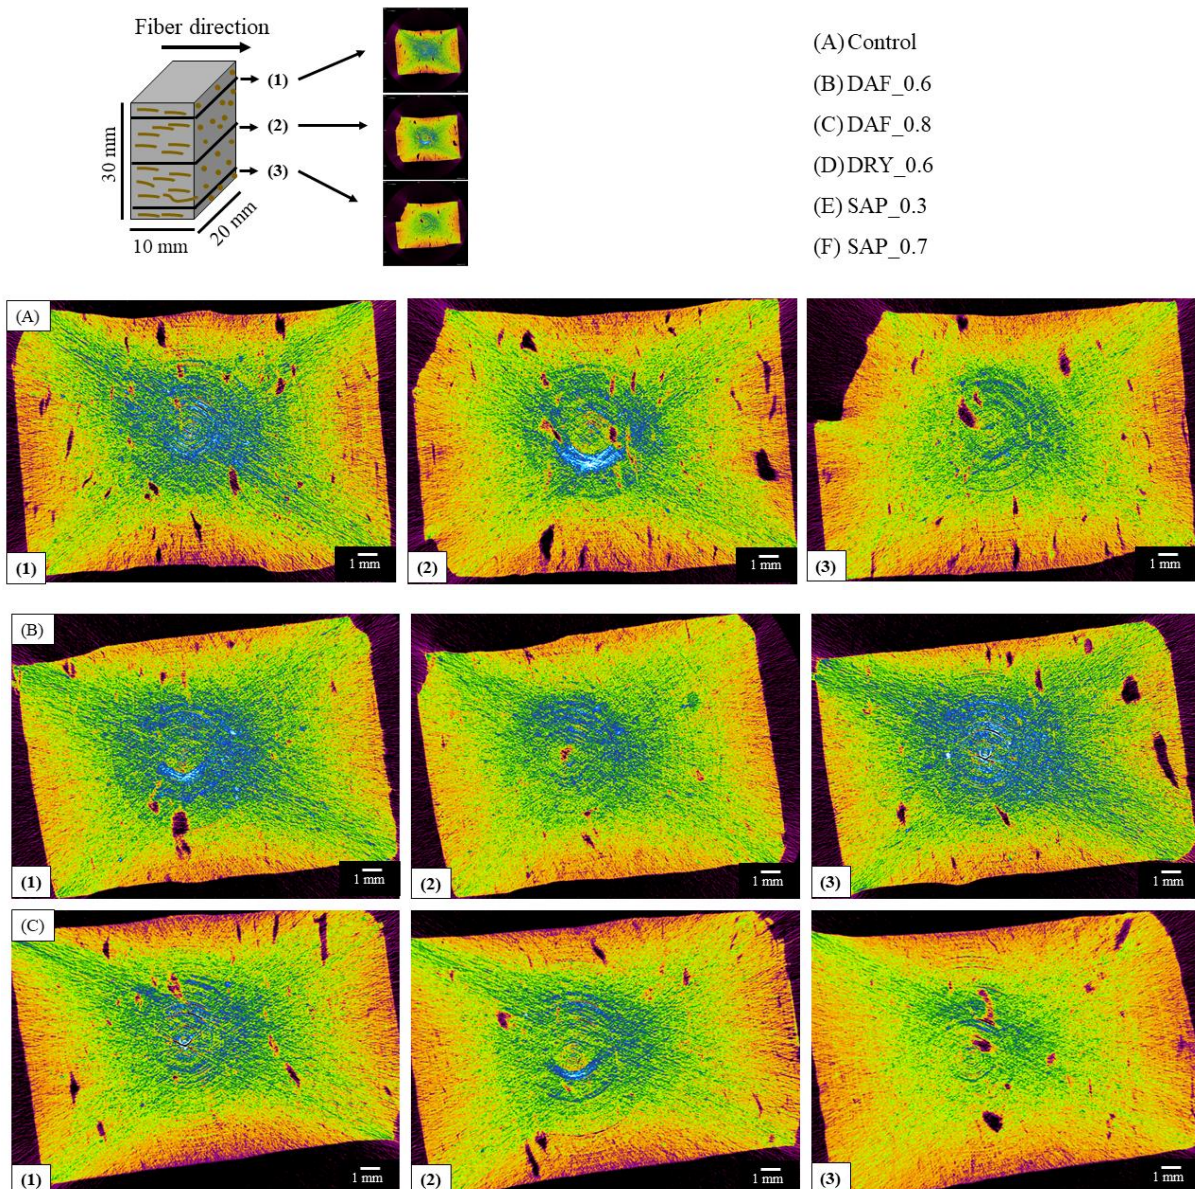 Fiber direction
(1)
(2)
(3)
30 mm
10 mm
20 mm
(A) Control
(B) DAF_0.6
(C) DAF_0.8
(D) DRY_0.6
(E) SAP_0.3
(F) SAP_0.7
(A)
(1)
1 mm
(2)
1 mm
(3)
1 mm
(B)
(1)
1 mm
(2)
1 mm
(3)
1 mm
(C)
(1)
1 mm
(2)
1 mm
(3)
1 mm